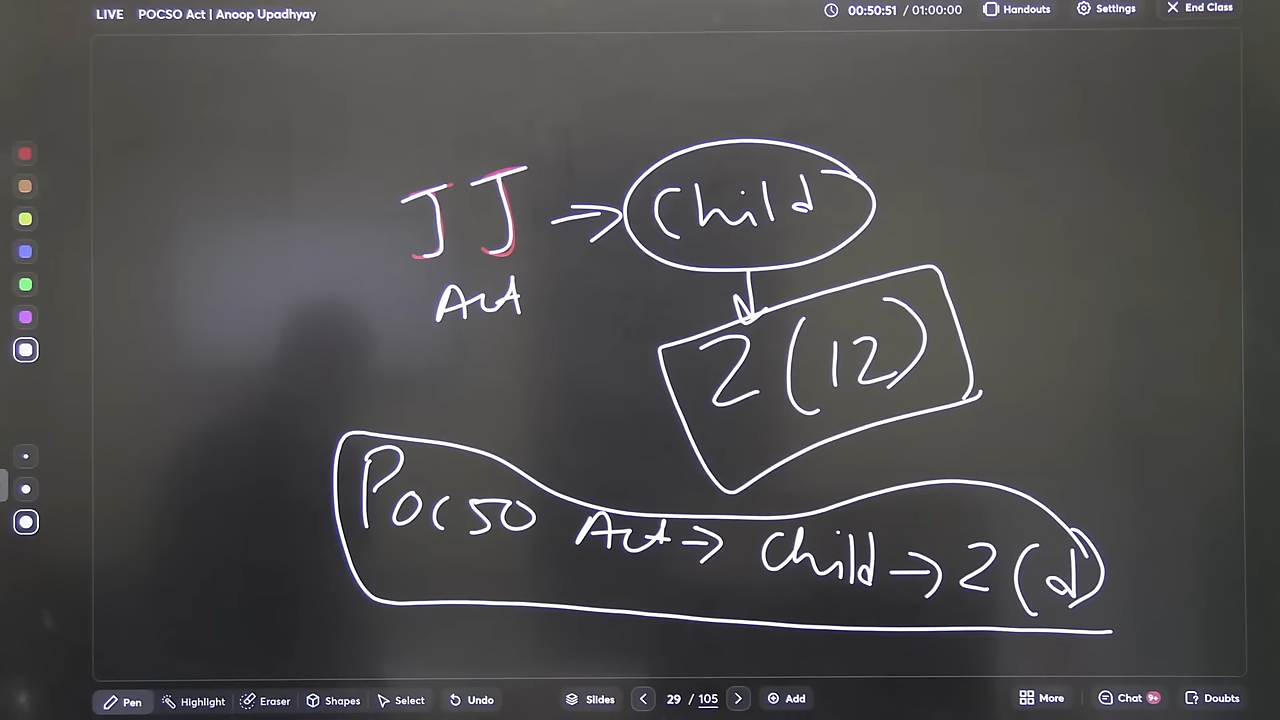 LIVE POCSO Act | Anoop Upadhyay 00:50:51 / 01:00:00 Handouts Settings End Class
JJ → Child
Act
2(12)
POCSO Act → Child → 2(d)
Pen Highlight Eraser Shapes Select Undo Slides 29 / 105 Add More Chat 9+ Doubts